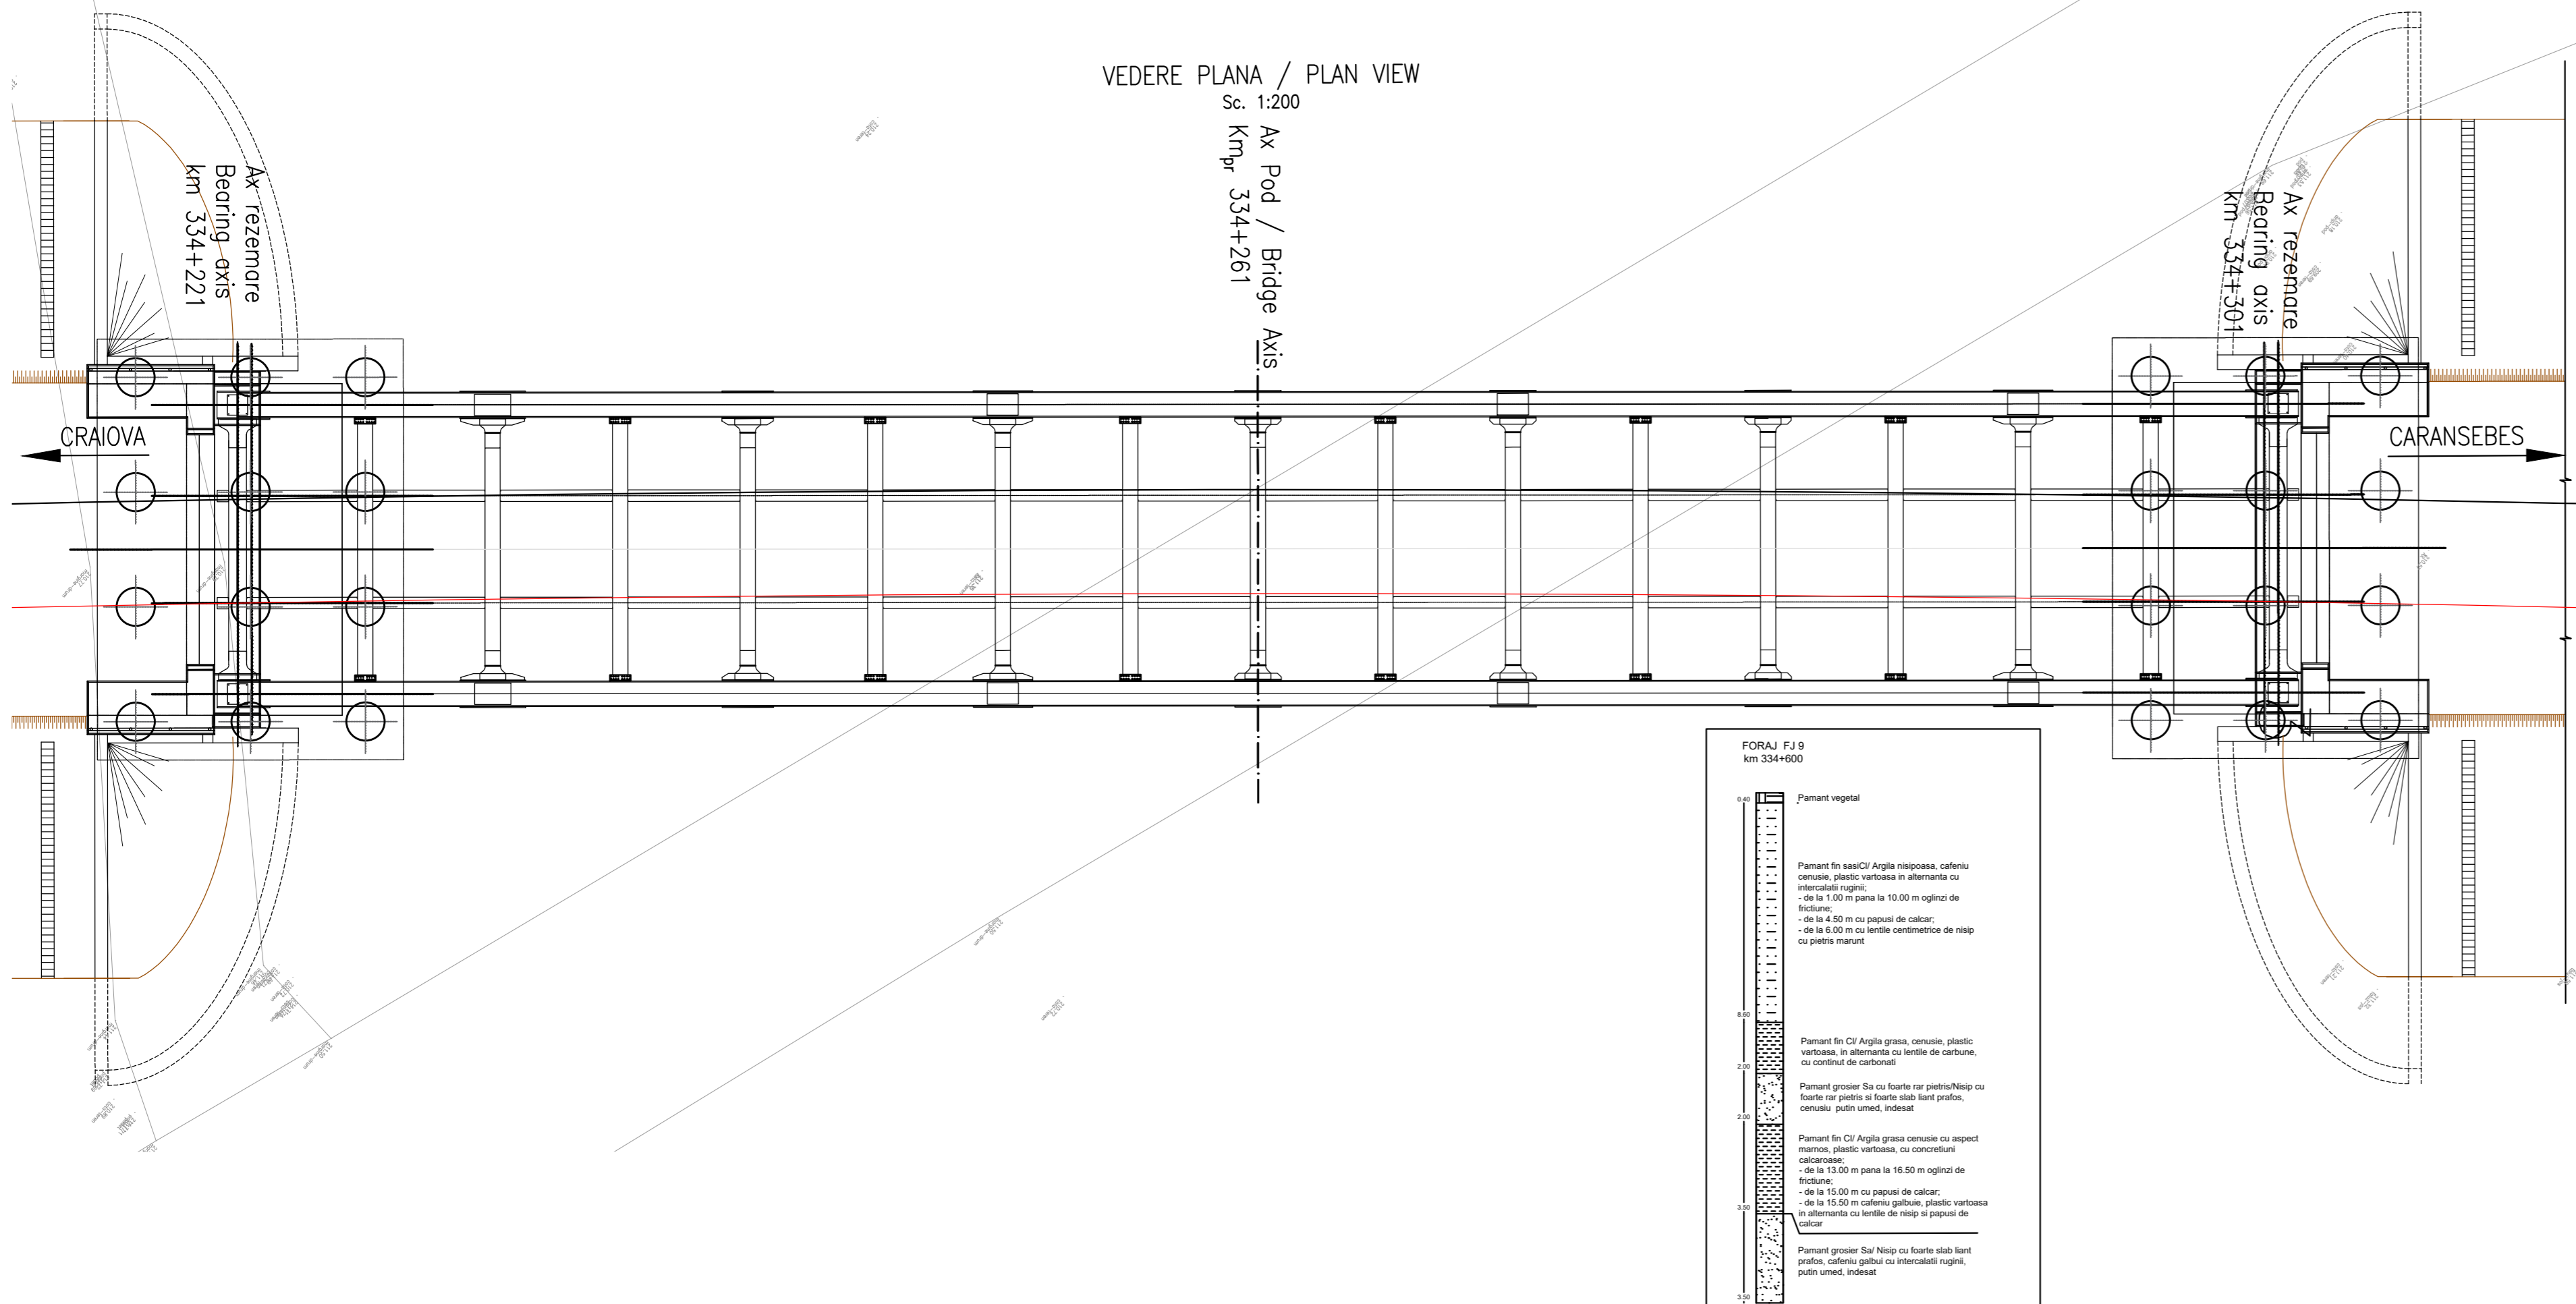 VEDERE PLANA / PLAN VIEW
Sc. 1:200
Ax Pod / Bridge Axis
Kmpr 334+261
Ax rezemare
Bearing axis
km 334+221
Ax rezemare
Bearing axis
km 334+301
CRAIOVA
CARANSEBES
FORAJ FJ 9
km 334+600
0.40
Pamant vegetal
Pamant fin sasiCl/ Argila nisipoasa, cafeniu
cenusie, plastic vartoasa in alternanta cu
intercalatii ruginii;
- de la 1.00 m pana la 10.00 m oglinzi de
frictiune;
- de la 4.50 m cu papusi de calcar;
- de la 6.00 m cu lentile centimetrice de nisip
cu pietris marunt
8.60
Pamant fin Cl/ Argila grasa, cenusie, plastic
vartoasa, in alternanta cu lentile de carbune,
cu continut de carbonati
2.00
Pamant grosier Sa cu foarte rar pietris/Nisip cu
foarte rar pietris si foarte slab liant prafos,
cenusiu putin umed, indesat
2.00
Pamant fin Cl/ Argila grasa cenusie cu aspect
marnos, plastic vartoasa, cu concretiuni
calcaroase;
- de la 13.00 m pana la 16.50 m oglinzi de
frictiune;
- de la 15.00 m cu papusi de calcar;
- de la 15.50 m cafeniu galbuie, plastic vartoasa
in alternanta cu lentile de nisip si papusi de
calcar
3.50
Pamant grosier Sa/ Nisip cu foarte slab liant
prafos, cafeniu galbui cu intercalatii ruginii,
putin umed, indesat
3.50